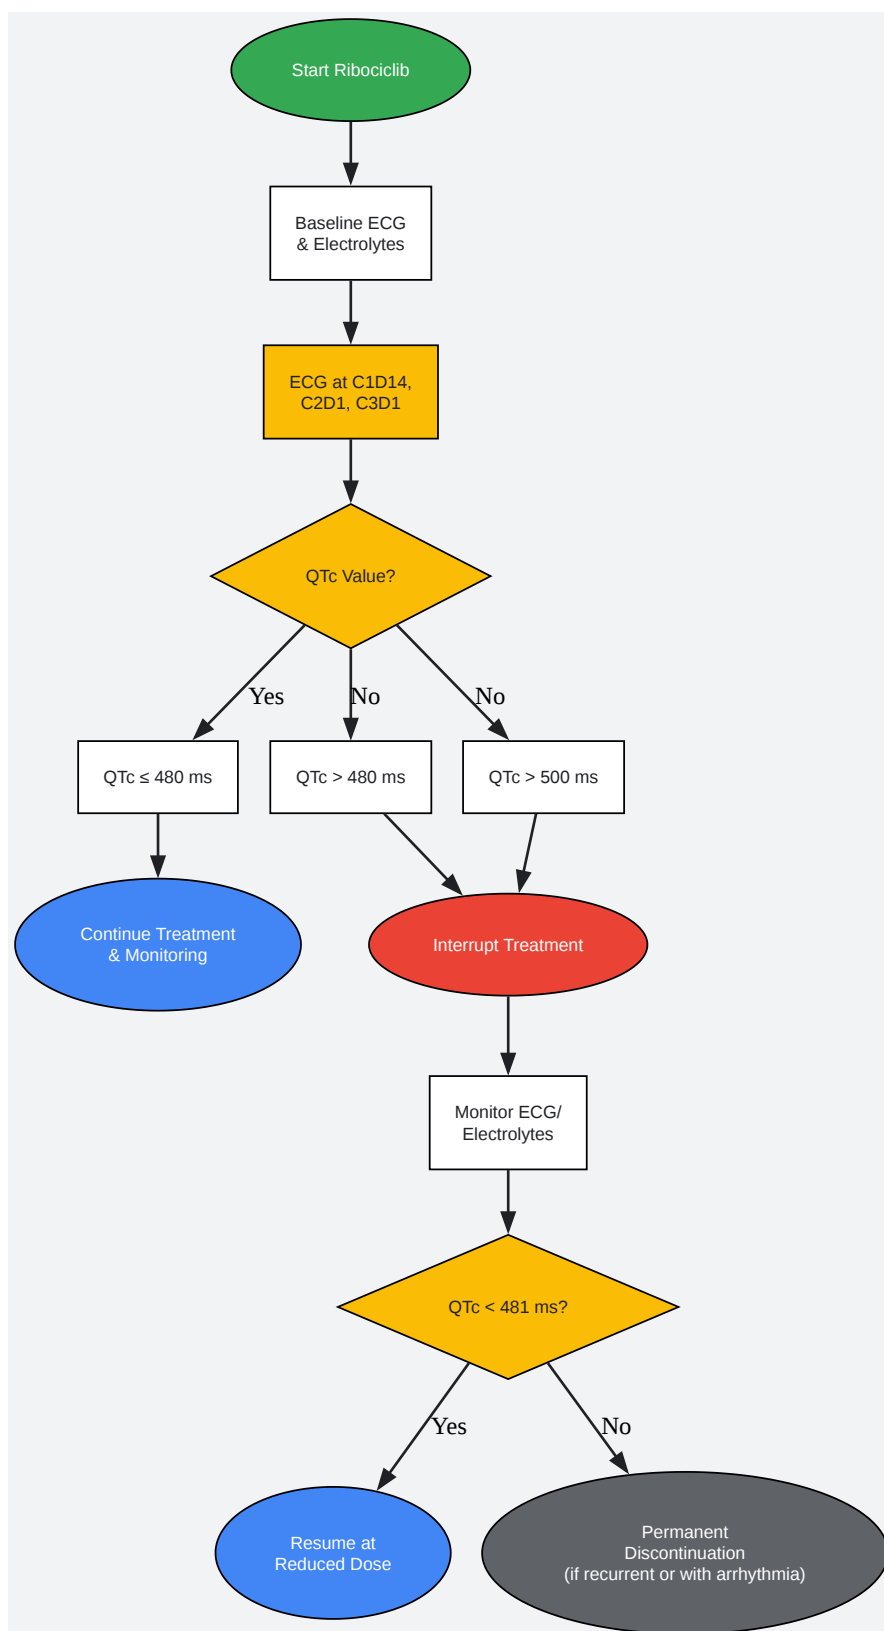 Start Ribociclib
Baseline ECG
& Electrolytes
ECG at C1D14,
C2D1, C3D1
QTc Value?
Yes
No
No
QTc ≤ 480 ms
QTc > 480 ms
QTc > 500 ms
Continue Treatment
& Monitoring
Interrupt Treatment
Monitor ECG/
Electrolytes
QTc < 481 ms?
Yes
No
Resume at
Reduced Dose
Permanent
Discontinuation
(if recurrent or with arrhythmia)